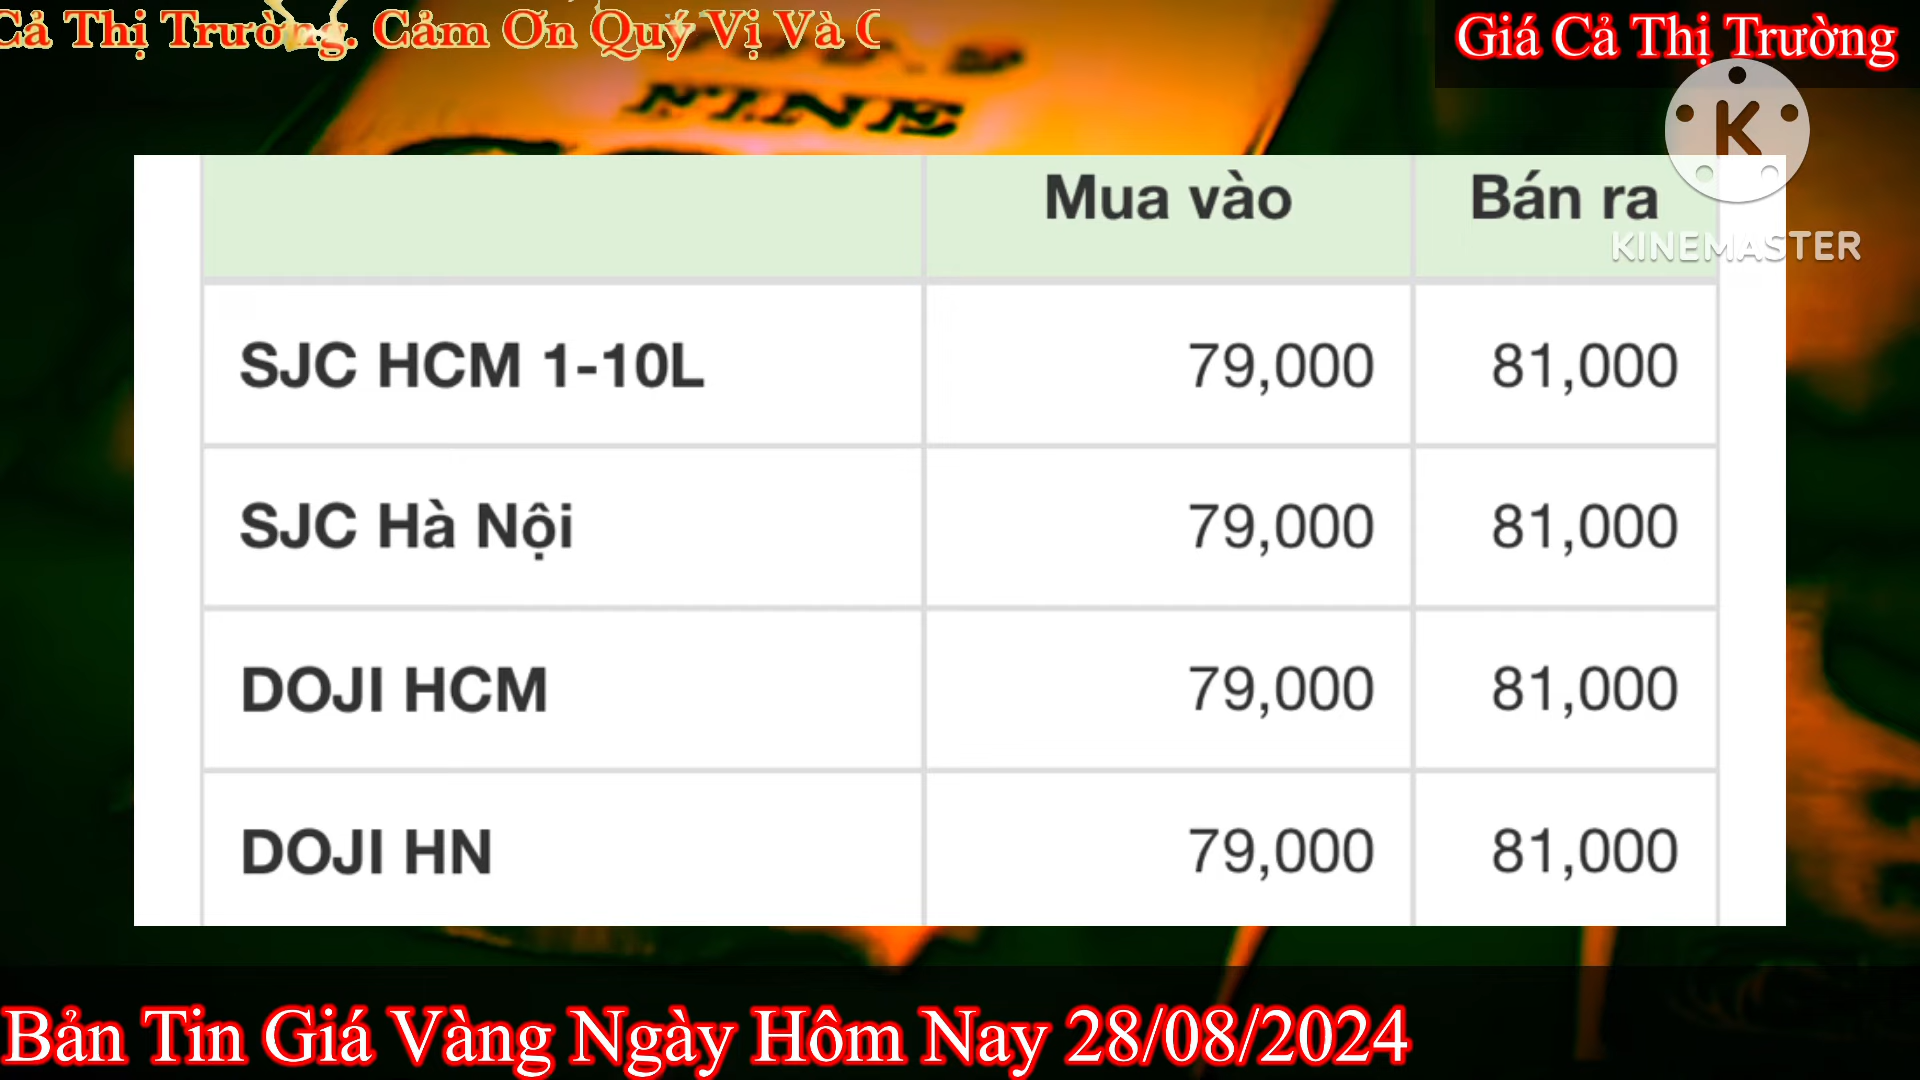 Cả Thị Trường. Cảm Ơn Quý Vị Và
Giá Cả Thị Trường
FINE
K
KINEMASTER
Mua vào Bán ra
SJC HCM 1-10L 79,000 81,000
SJC Hà Nội 79,000 81,000
DOJI HCM 79,000 81,000
DOJI HN 79,000 81,000
Bản Tin Giá Vàng Ngày Hôm Nay 28/08/2024